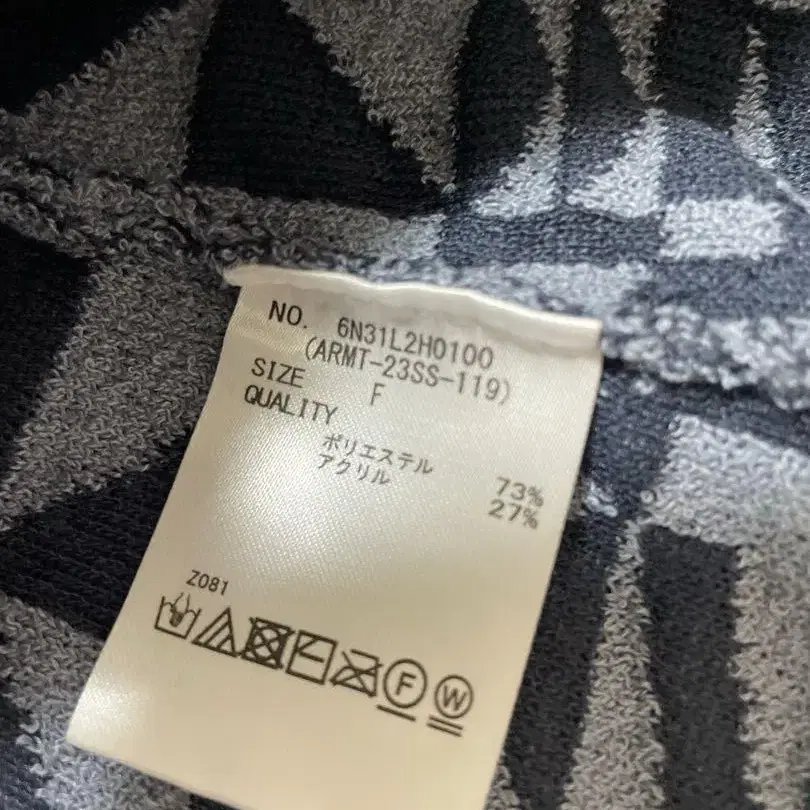 NO. 6N31L2H0100
(ARMT-23SS-119)
SIZE F
QUALITY
ポリエステル 73%
アクリル 27%
Z081
F W